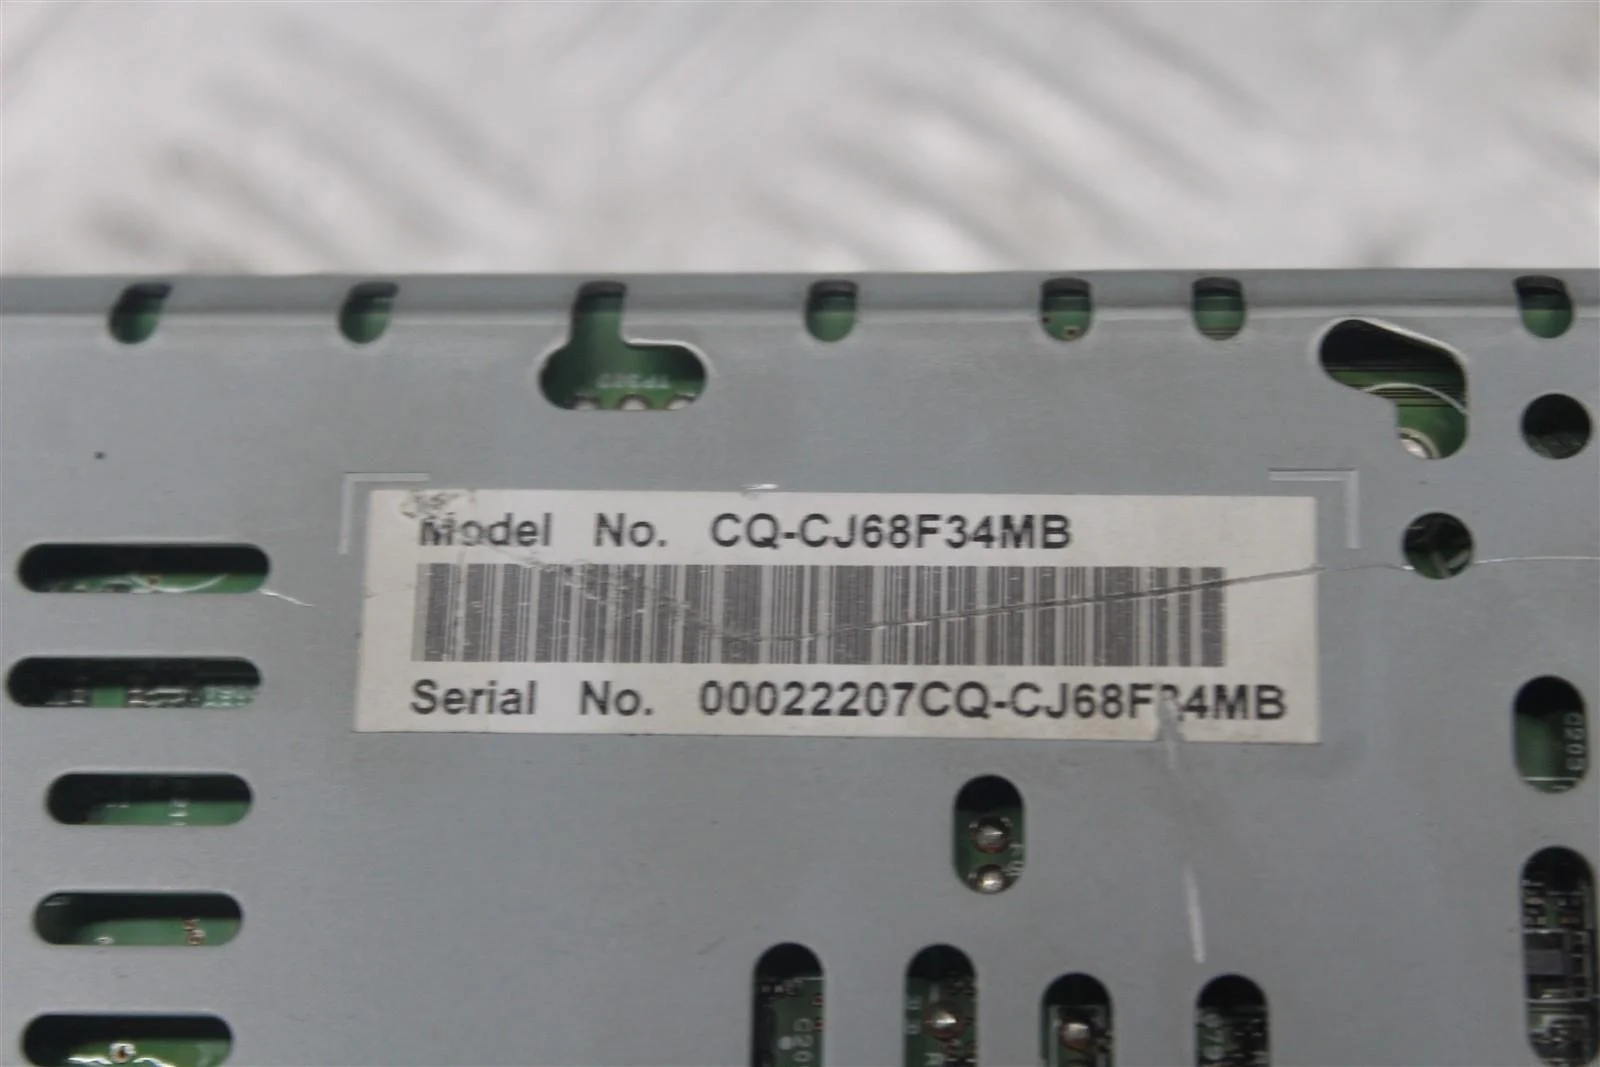 Model No. CQ-CJ68F34MB
Serial No. 00022207CQ-CJ68F34MB